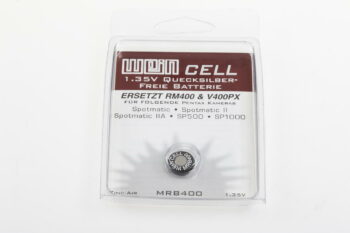 WEIN CELL
1.35V QUECKSILBER-
FREIE BATTERIE
ERSETZT RM400 & V400PX
FÜR FOLGENDE PENTAX KAMERAS
Spotmatic • Spotmatic II
Spotmatic IIA • SP500 • SP1000
ZINC-AIR MRB400 1.35V